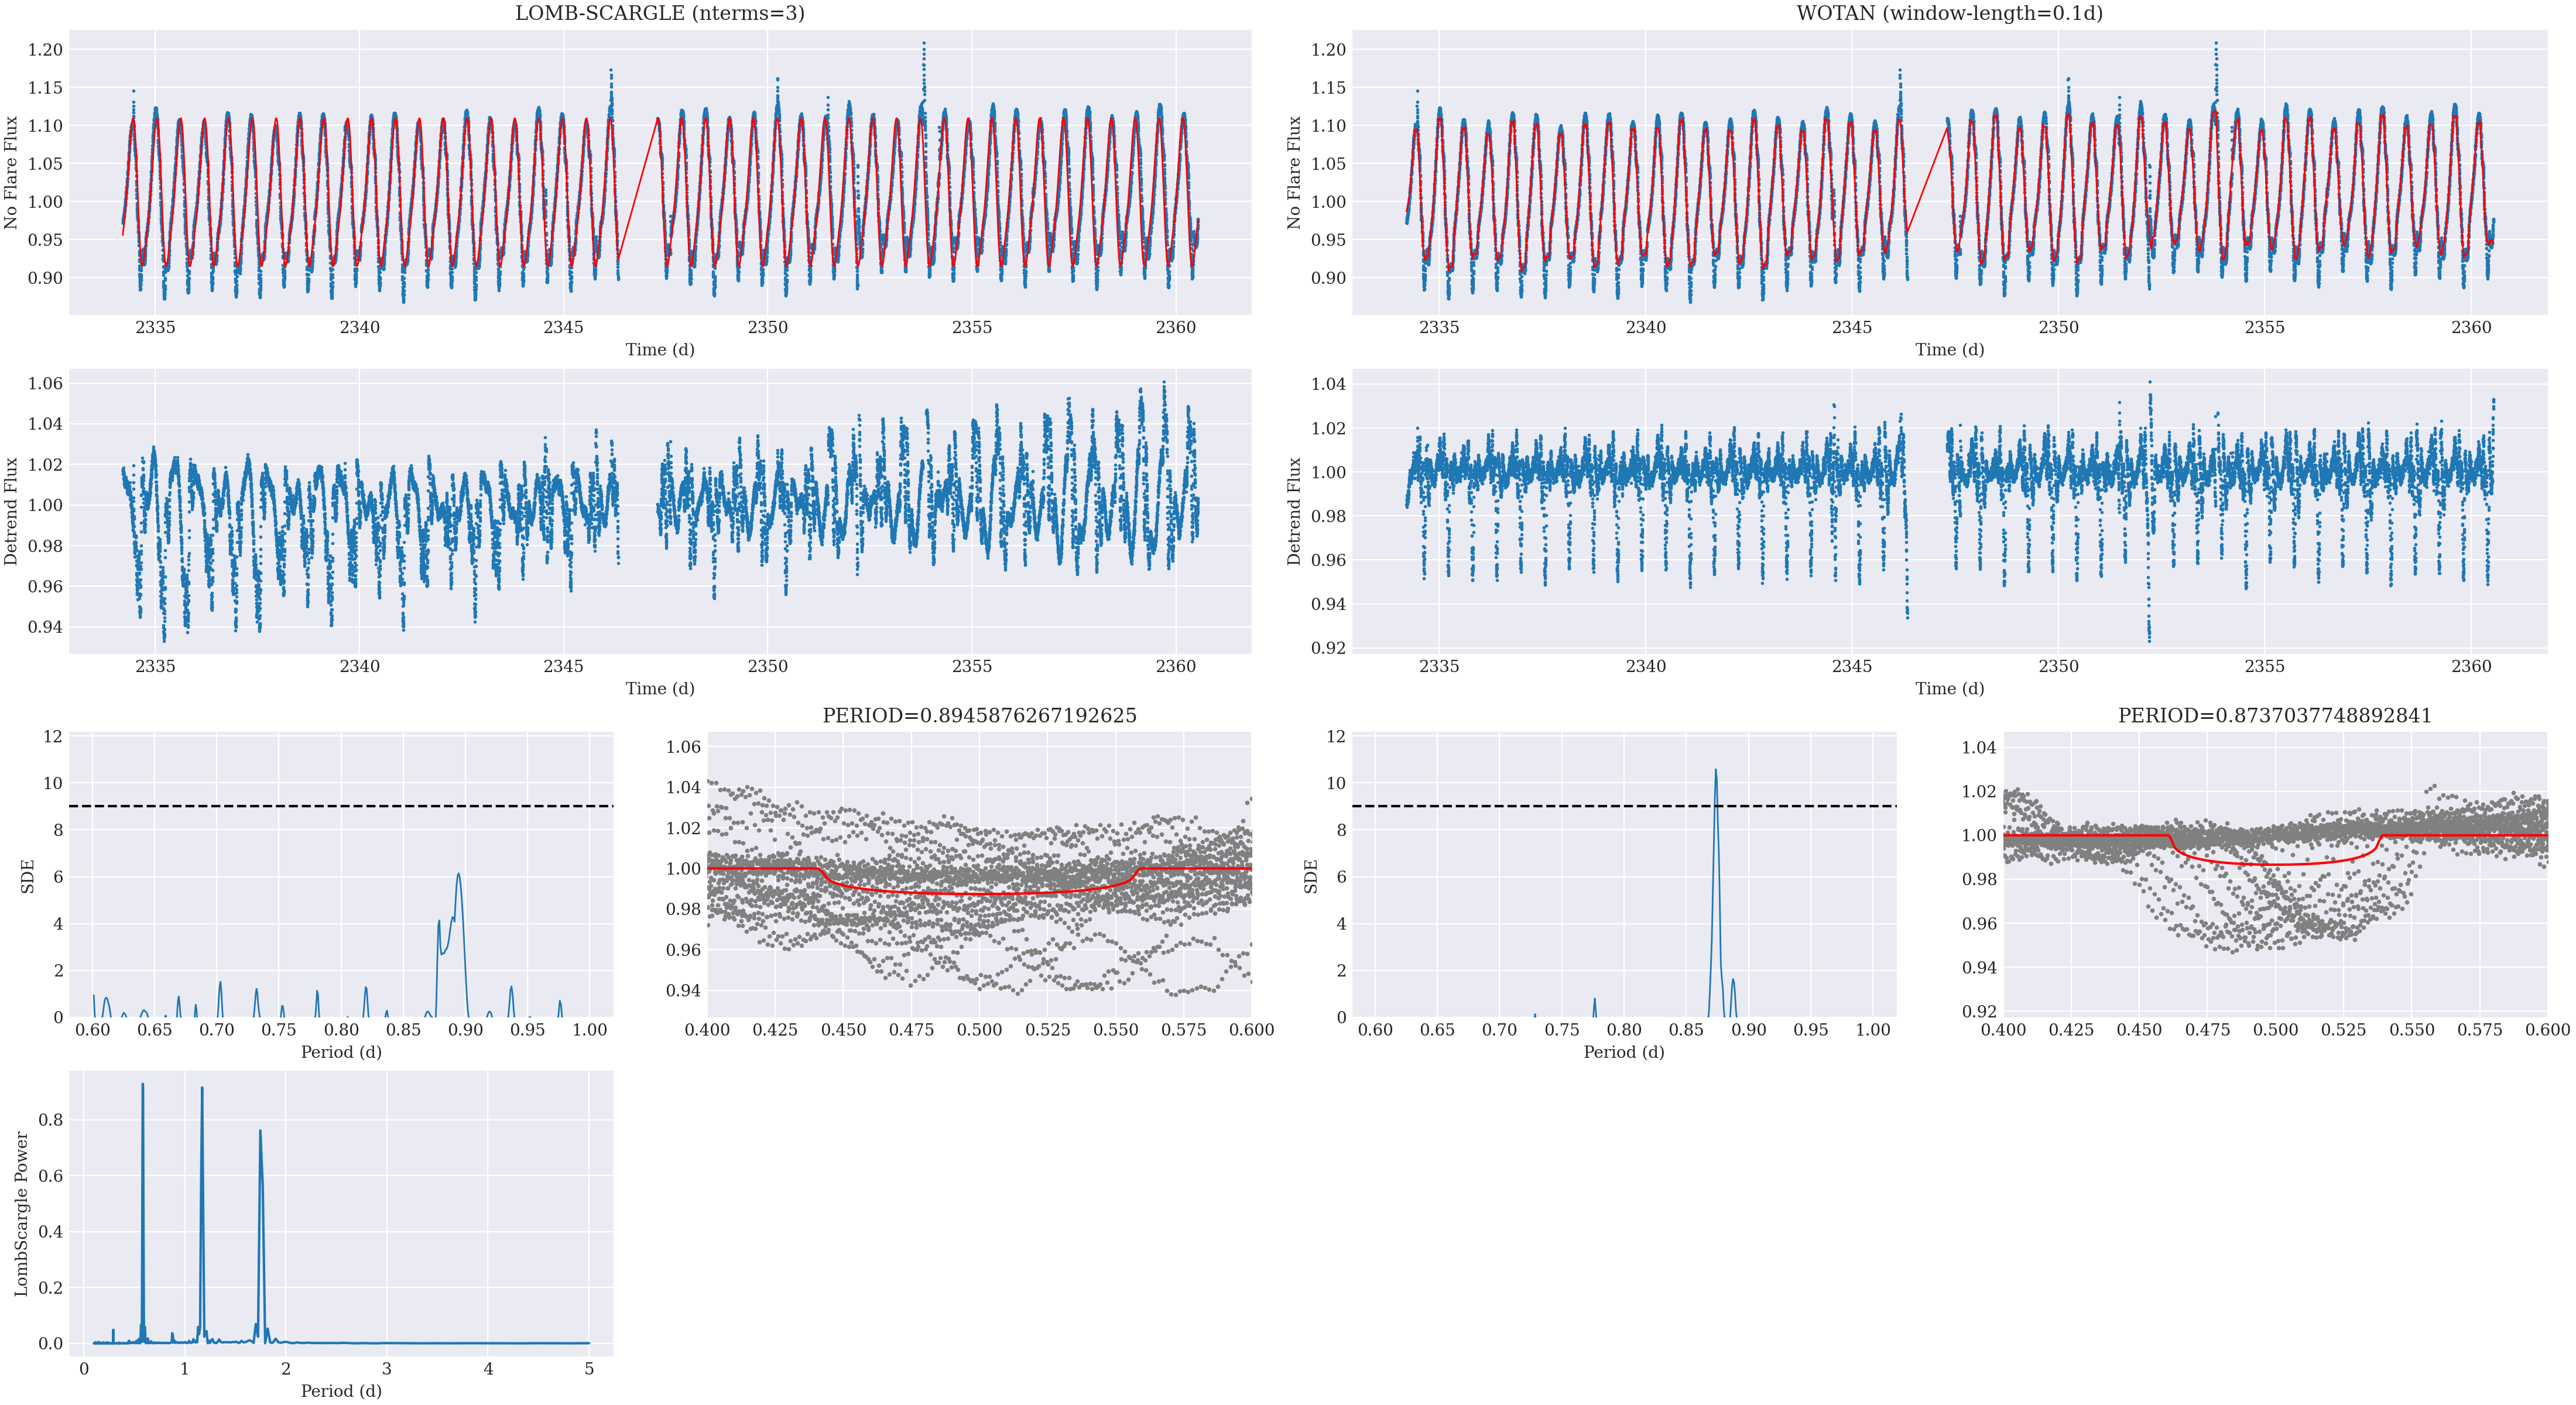 LOMB-SCARGLE (nterms=3)
No Flare Flux
1.20
1.15
1.10
1.05
1.00
0.95
0.90
2335 2340 2345 2350 2355 2360
Time (d)
WOTAN (window-length=0.1d)
No Flare Flux
1.20
1.15
1.10
1.05
1.00
0.95
0.90
2335 2340 2345 2350 2355 2360
Time (d)
Detrend Flux
1.06
1.04
1.02
1.00
0.98
0.96
0.94
2335 2340 2345 2350 2355 2360
Time (d)
Detrend Flux
1.04
1.02
1.00
0.98
0.96
0.94
0.92
2335 2340 2345 2350 2355 2360
Time (d)
SDE
12
10
8
6
4
2
0
0.60 0.65 0.70 0.75 0.80 0.85 0.90 0.95 1.00
Period (d)
PERIOD=0.8945876267192625
1.06
1.04
1.02
1.00
0.98
0.96
0.94
0.400 0.425 0.450 0.475 0.500 0.525 0.550 0.575 0.600
SDE
12
10
8
6
4
2
0
0.60 0.65 0.70 0.75 0.80 0.85 0.90 0.95 1.00
Period (d)
PERIOD=0.8737037748892841
1.04
1.02
1.00
0.98
0.96
0.94
0.92
0.400 0.425 0.450 0.475 0.500 0.525 0.550 0.575 0.600
LombScargle Power
0.8
0.6
0.4
0.2
0.0
0 1 2 3 4 5
Period (d)